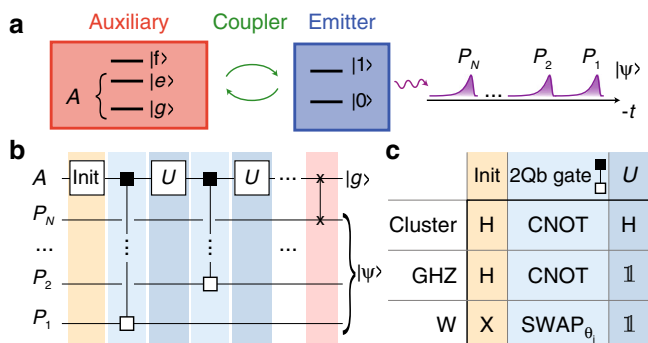 a
Auxiliary Coupler Emitter
|f>
|e>
|g>
A
|1>
|0>
P_N ... P_2 P_1 |ψ>
-t
b
A Init U U ... |g>
P_N
...
⋮ ⋮ ...
P_2
P_1
|ψ>
c
Init 2Qb gate U
Cluster H CNOT H
GHZ H CNOT 𝟙
W X SWAP_θ_i 𝟙